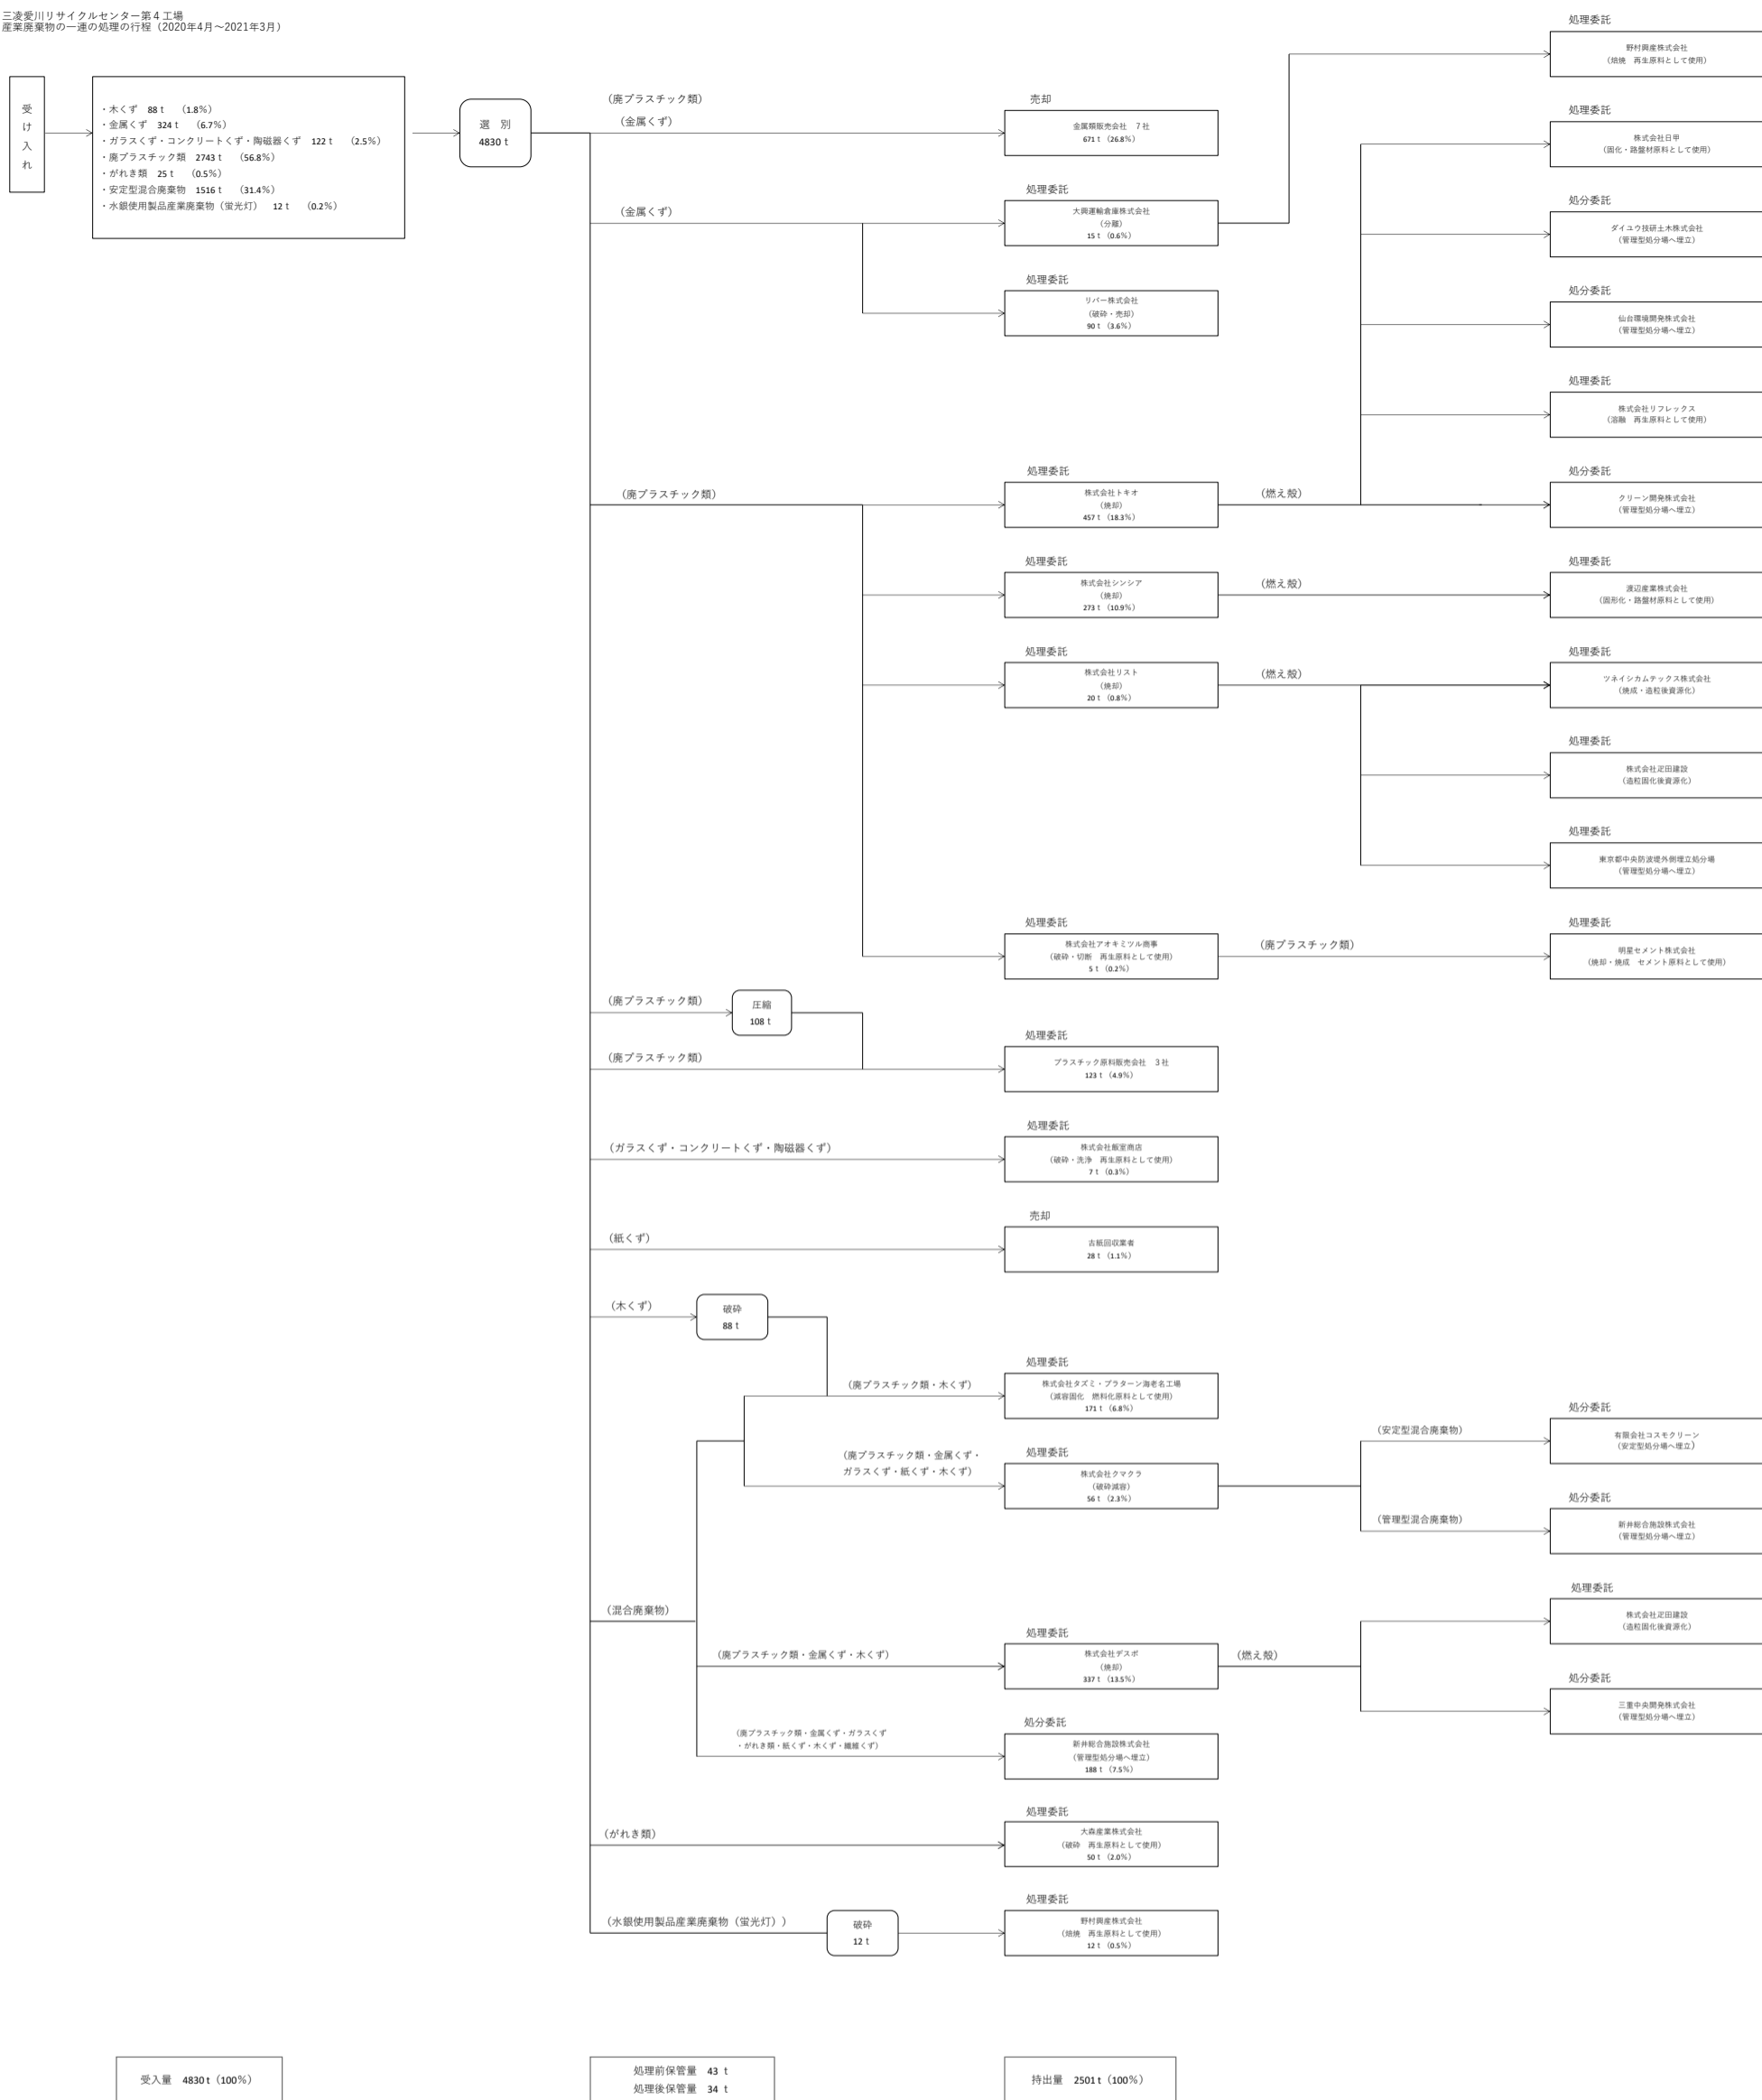 三凌愛川リサイクルセンター第４工場
産業廃棄物の一連の処理の行程（2020年4月～2021年3月）
受け入れ
・木くず　88ｔ　（1.8％）
・金属くず　324ｔ　（6.7％）
・ガラスくず・コンクリートくず・陶磁器くず　122ｔ　（2.5％）
・廃プラスチック類　2743ｔ　（56.8％）
・がれき類　25ｔ　（0.5％）
・安定型混合廃棄物　1516ｔ　（31.4％）
・水銀使用製品産業廃棄物（蛍光灯）　12ｔ　（0.2％）
選　別
4830ｔ
（廃プラスチック類）
（金属くず）
売却
金属類販売会社　７社
671ｔ（26.8％）
（金属くず）
処理委託
大興運輸倉庫株式会社
（分離）
15ｔ（0.6％）
処理委託
野村興産株式会社
（焙焼　再生原料として使用）
処理委託
リバー株式会社
（破砕・売却）
90ｔ（3.6％）
（廃プラスチック類）
処理委託
株式会社トキオ
（焼却）
457ｔ（18.3％）
（燃え殻）
処理委託
株式会社日甲
（固化・路盤材原料として使用）
処分委託
ダイユウ技研土木株式会社
（管理型処分場へ埋立）
処分委託
仙台環境開発株式会社
（管理型処分場へ埋立）
処理委託
株式会社リフレックス
（溶融　再生原料として使用）
処分委託
クリーン開発株式会社
（管理型処分場へ埋立）
処理委託
株式会社シンシア
（焼却）
273ｔ（10.9％）
（燃え殻）
処理委託
渡辺産業株式会社
（固形化・路盤材原料として使用）
処理委託
株式会社リスト
（焼却）
20ｔ（0.8％）
（燃え殻）
処理委託
ツネイシカムテックス株式会社
（焼成・造粒後資源化）
処理委託
株式会社疋田建設
（造粒固化後資源化）
処理委託
東京都中央防波堤外側埋立処分場
（管理型処分場へ埋立）
処理委託
株式会社アオキミツル商事
（破砕・切断　再生原料として使用）
5ｔ（0.2％）
（廃プラスチック類）
処理委託
明星セメント株式会社
（焼却・焼成　セメント原料として使用）
（廃プラスチック類）
圧縮
108ｔ
（廃プラスチック類）
処理委託
プラスチック原料販売会社　３社
123ｔ（4.9％）
（ガラスくず・コンクリートくず・陶磁器くず）
処理委託
株式会社飯室商店
（破砕・洗浄　再生原料として使用）
7ｔ（0.3％）
（紙くず）
売却
古紙回収業者
28ｔ（1.1％）
（木くず）
破砕
88ｔ
（廃プラスチック類・木くず）
処理委託
株式会社タズミ・プラターン海老名工場
（減容固化　燃料化原料として使用）
171ｔ（6.8％）
（廃プラスチック類・金属くず・
ガラスくず・紙くず・木くず）
処理委託
株式会社クマクラ
（破砕減容）
56ｔ（2.3％）
（安定型混合廃棄物）
処分委託
有限会社コスモクリーン
（安定型処分場へ埋立）
（管理型混合廃棄物）
処分委託
新井総合施設株式会社
（管理型処分場へ埋立）
（混合廃棄物）
（廃プラスチック類・金属くず・木くず）
処理委託
株式会社デスポ
（焼却）
337ｔ（13.5％）
（燃え殻）
処理委託
株式会社疋田建設
（造粒固化後資源化）
処分委託
三重中央開発株式会社
（管理型処分場へ埋立）
（廃プラスチック類・金属くず・ガラスくず
・がれき類・紙くず・木くず・繊維くず）
処分委託
新井総合施設株式会社
（管理型処分場へ埋立）
188ｔ（7.5％）
（がれき類）
処理委託
大森産業株式会社
（破砕　再生原料として使用）
50ｔ（2.0％）
（水銀使用製品産業廃棄物（蛍光灯））
破砕
12ｔ
処理委託
野村興産株式会社
（焙焼　再生原料として使用）
12ｔ（0.5％）
受入量　4830ｔ（100％）
処理前保管量　43 ｔ
処理後保管量　34 ｔ
持出量　2501ｔ（100％）